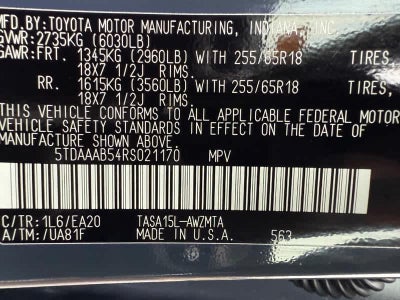 MFD. BY: TOYOTA MOTOR MANUFACTURING, INDIANA, INC.
GVWR: 2735KG (6030LB)
GAWR: FRT. 1345KG (2960LB) WITH 255/65R18 TIRES,
18X7 1/2J RIMS.
RR. 1615KG (3560LB) WITH 255/65R18 TIRES,
18X7 1/2J RIMS.
THIS VEHICLE CONFORMS TO ALL APPLICABLE FEDERAL MOTOR
STANDARDS IN EFFECT ON THE DATE OF
MANUFACTURE SHOWN ABOVE.
5TDAAAB54RS021170 MPV
C/TR: 1L6/EA20 TASA15L-AWZMTA
A/TM: /UA81F MADE IN U.S.A. 563